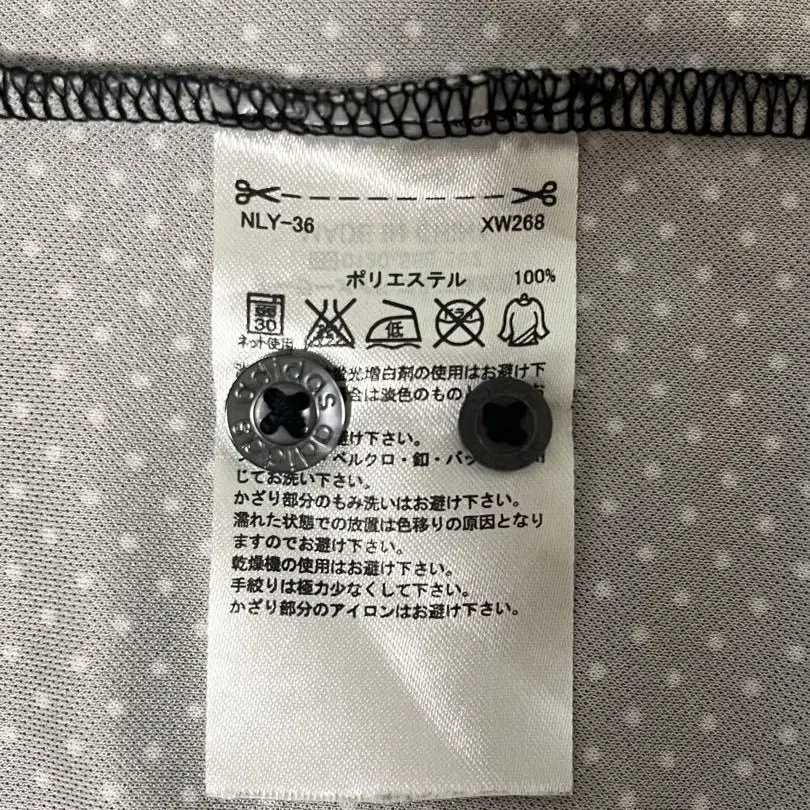 NLY-36 XW268
ポリエステル 100%
30
ネット使用
低
ドライ
光増白剤の使用はお避け下
合は淡色のもの
adidas adidas
避け下さい。
ベルクロ・釦・
じてお洗い下さい。
かざり部分のもみ洗いはお避け下さい。
濡れた状態での放置は色移りの原因となり
ますのでお避け下さい。
乾燥機の使用はお避け下さい。
手絞りは極力少なくして下さい。
かざり部分のアイロンはお避け下さい。